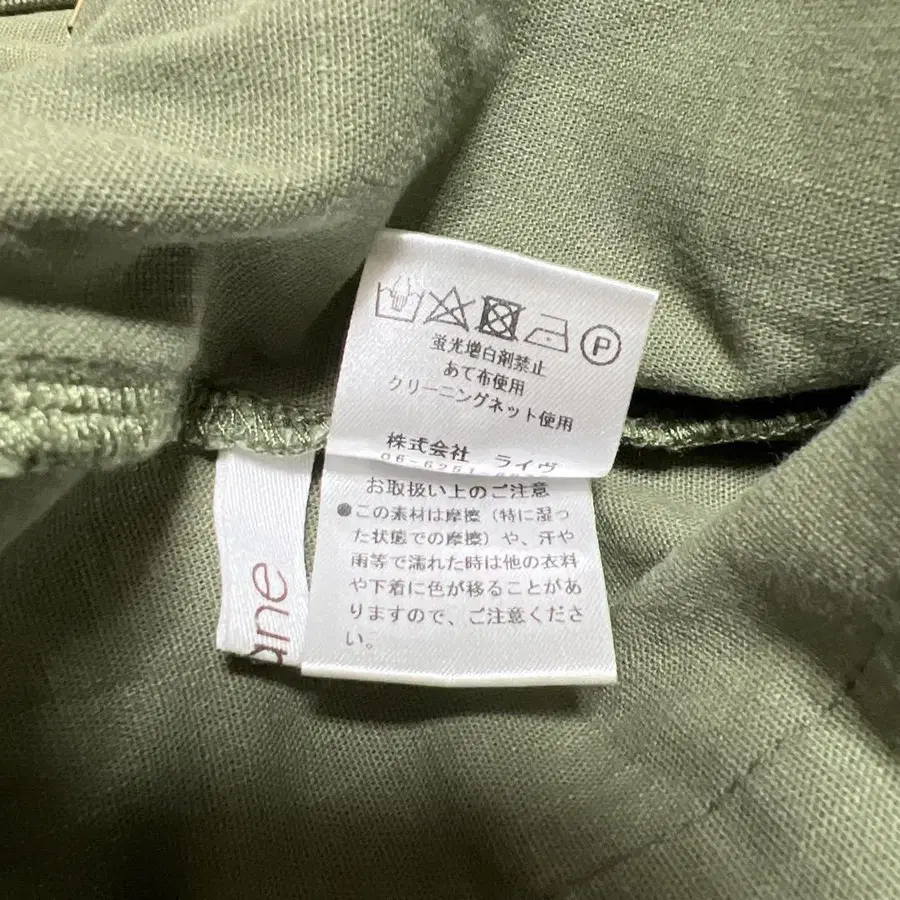 P
蛍光増白剤禁止
あて布使用
クリーニングネット使用
株式会社 ライヴ
06-6251
お取扱い上のご注意
●この素材は摩擦（特に湿っ
た状態での摩擦）や、汗や
雨等で濡れた時は他の衣料
や下着に色が移ることがあ
りますので、ご注意くださ
い。
ane